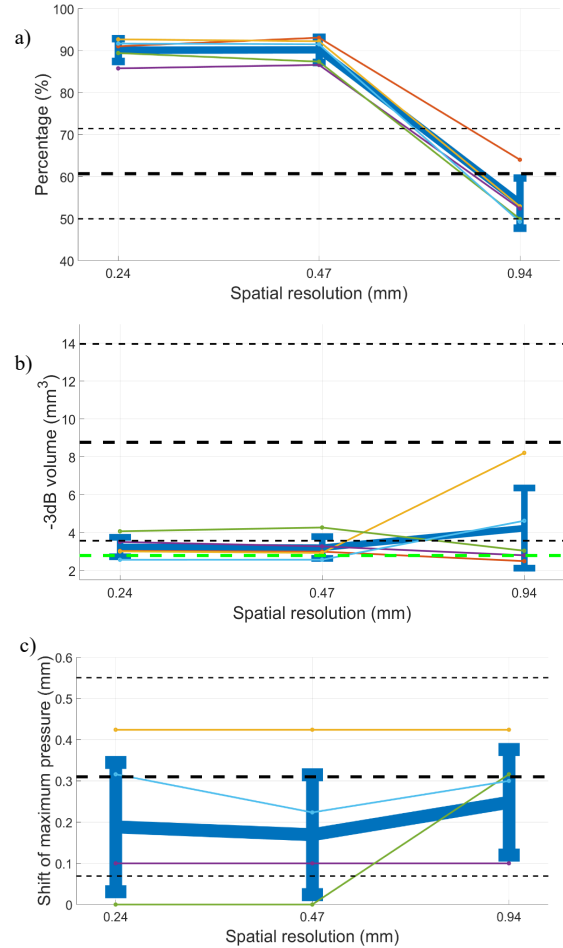 a)
100
90
80
70
60
50
40
Percentage (%)
0.24 0.47 0.94
Spatial resolution (mm)
b)
14
12
10
8
6
4
2
-3dB volume (mm³)
0.24 0.47 0.94
Spatial resolution (mm)
c)
0.6
0.5
0.4
0.3
0.2
0.1
0
Shift of maximum pressure (mm)
0.24 0.47 0.94
Spatial resolution (mm)